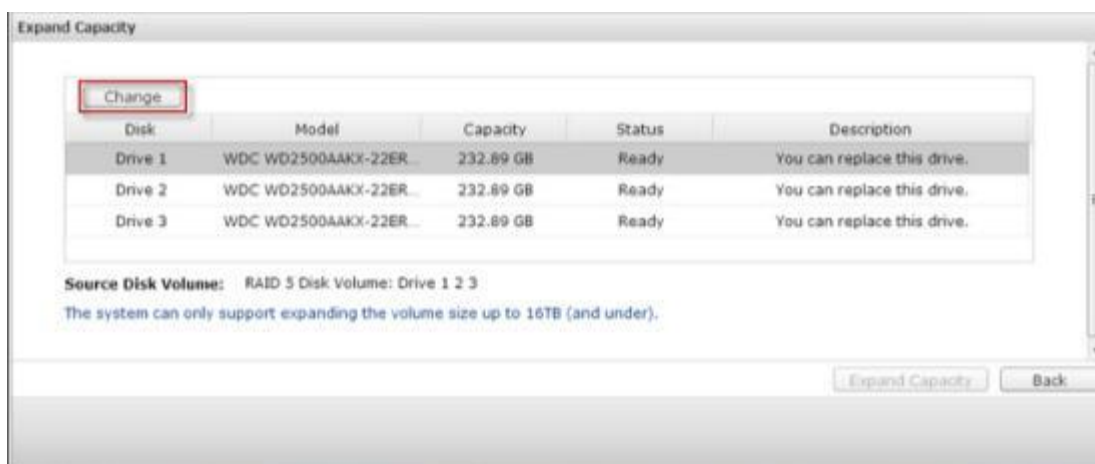 Expand Capacity
Change
Disk Model Capacity Status Description
Drive 1 WDC WD2500AAKX-22ER... 232.89 GB Ready You can replace this drive.
Drive 2 WDC WD2500AAKX-22ER... 232.89 GB Ready You can replace this drive.
Drive 3 WDC WD2500AAKX-22ER... 232.89 GB Ready You can replace this drive.
Source Disk Volume: RAID 5 Disk Volume: Drive 1 2 3
The system can only support expanding the volume size up to 16TB (and under).
Expand Capacity Back